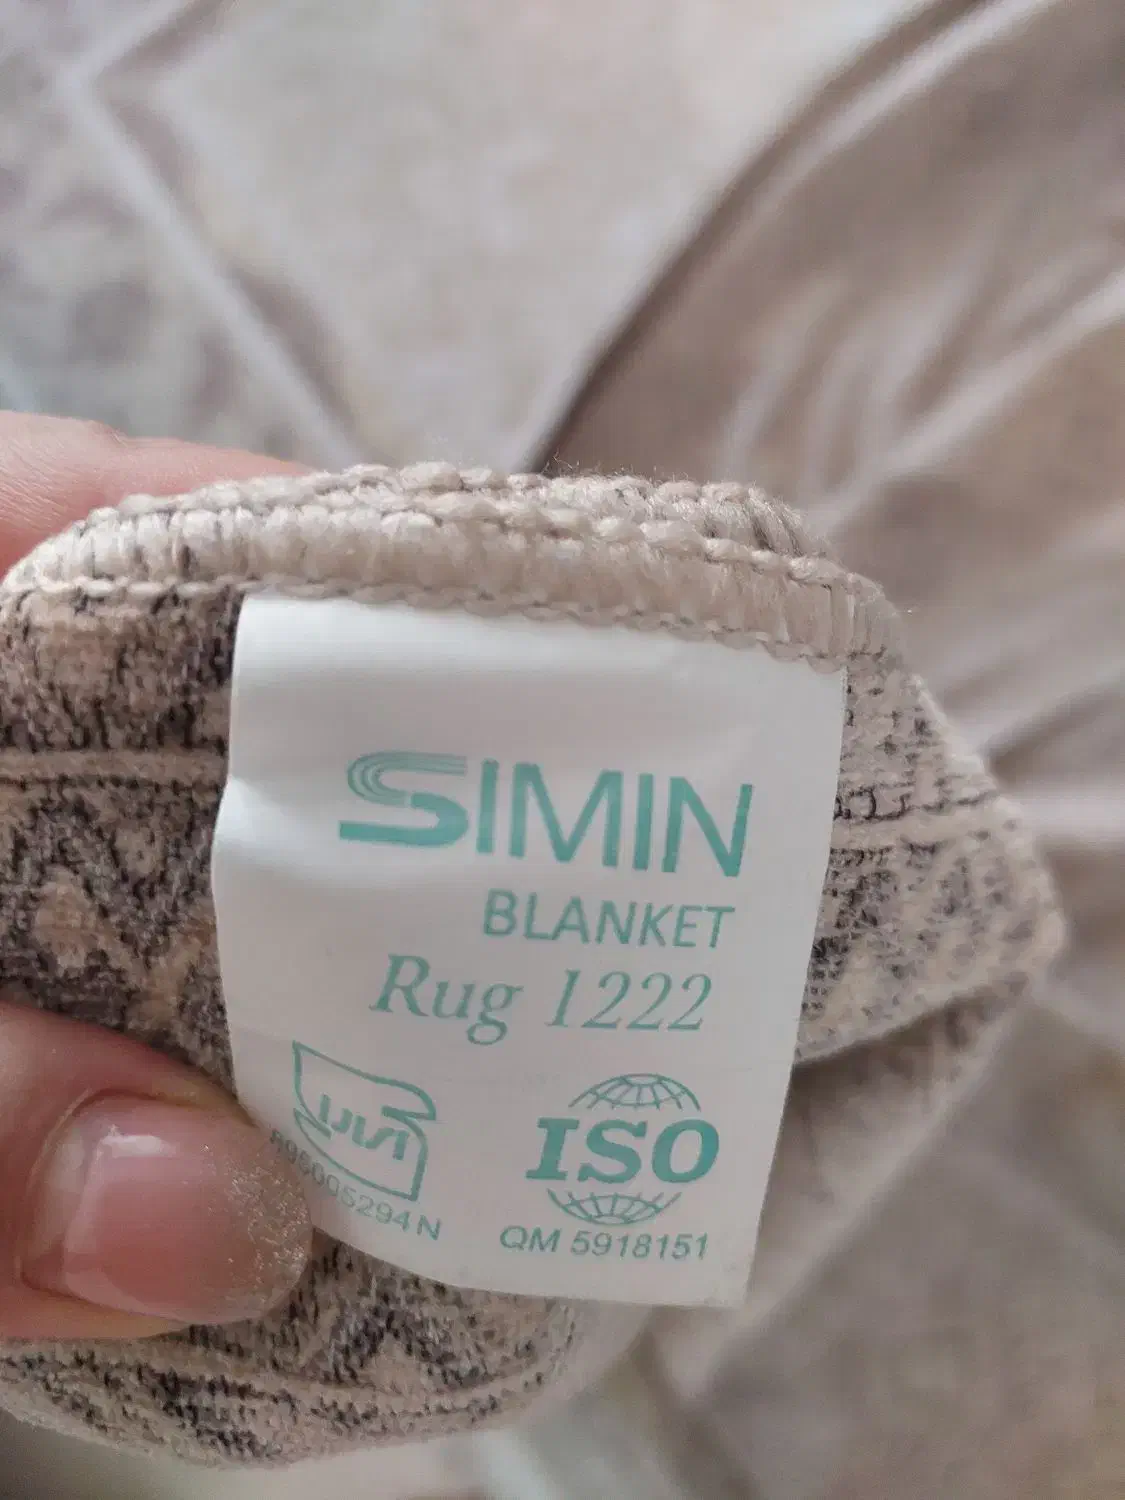 SIMIN
BLANKET
Rug 1222
ISO
QM 5918151